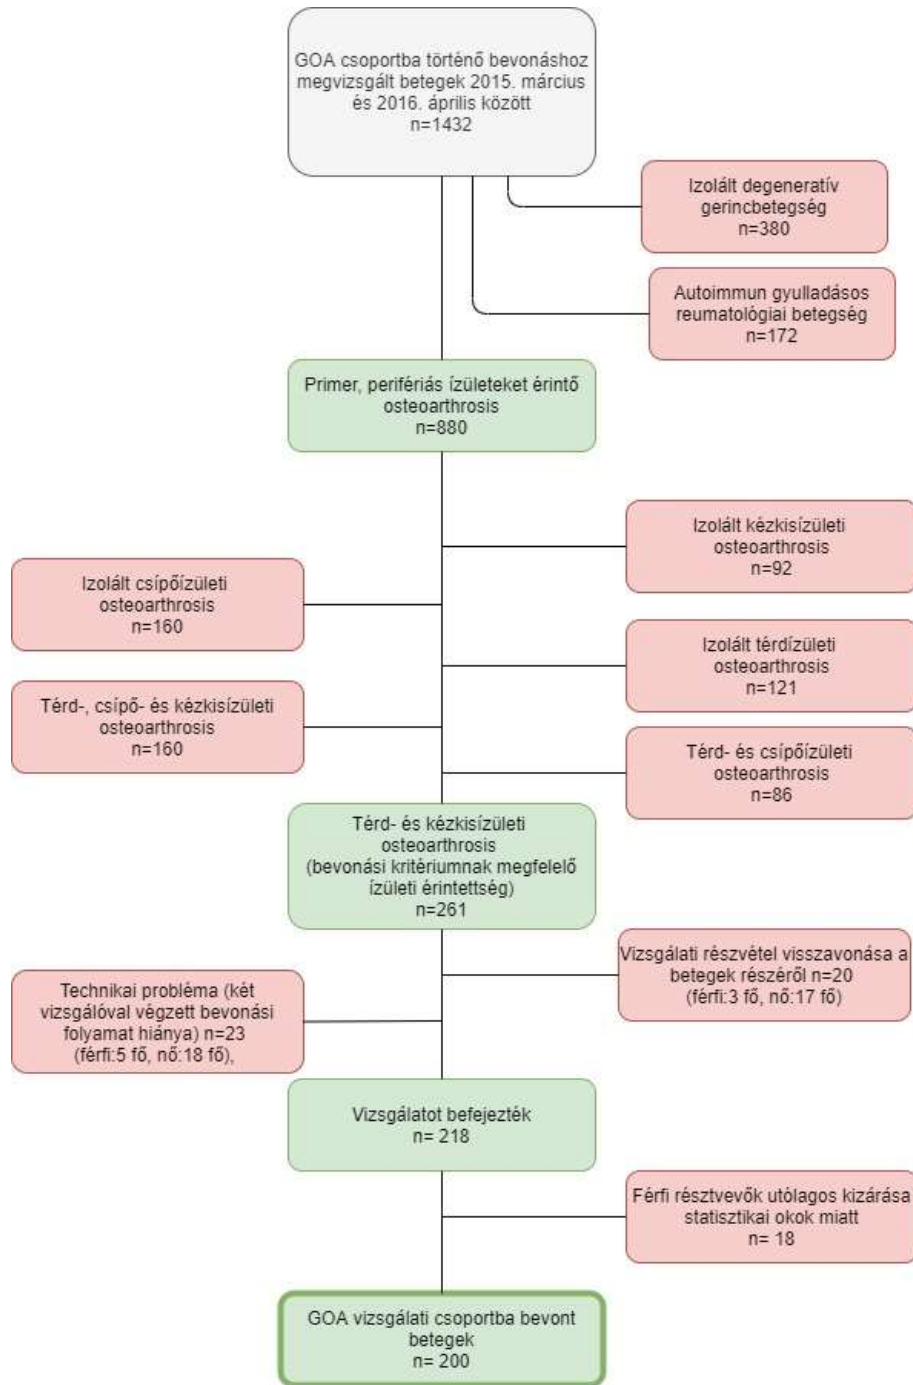 GOA csoportba történő bevonáshoz
megvizsgált betegek 2015. március
és 2016. április között
n=1432
Izolált degeneratív
gerincbetegség
n=380
Autoimmun gyulladásos
reumatológiai betegség
n=172
Primer, perifériás ízületeket érintő
osteoarthrosis
n=880
Izolált kézkisízületi
osteoarthrosis
n=92
Izolált csípőízületi
osteoarthrosis
n=160
Izolált térdízületi
osteoarthrosis
n=121
Térd-, csípő- és kézkisízületi
osteoarthrosis
n=160
Térd- és csípőízületi
osteoarthrosis
n=86
Térd- és kézkisízületi
osteoarthrosis
(bevonási kritériumnak megfelelő
ízületi érintettség)
n=261
Vizsgálati részvétel visszavonása a
betegek részéről n=20
(férfi:3 fő, nő:17 fő)
Technikai probléma (két
vizsgálóval végzett bevonási
folyamat hiánya) n=23
(férfi:5 fő, nő:18 fő),
Vizsgálatot befejezték
n= 218
Férfi résztvevők utólagos kizárása
statisztikai okok miatt
n= 18
GOA vizsgálati csoportba bevont
betegek
n= 200